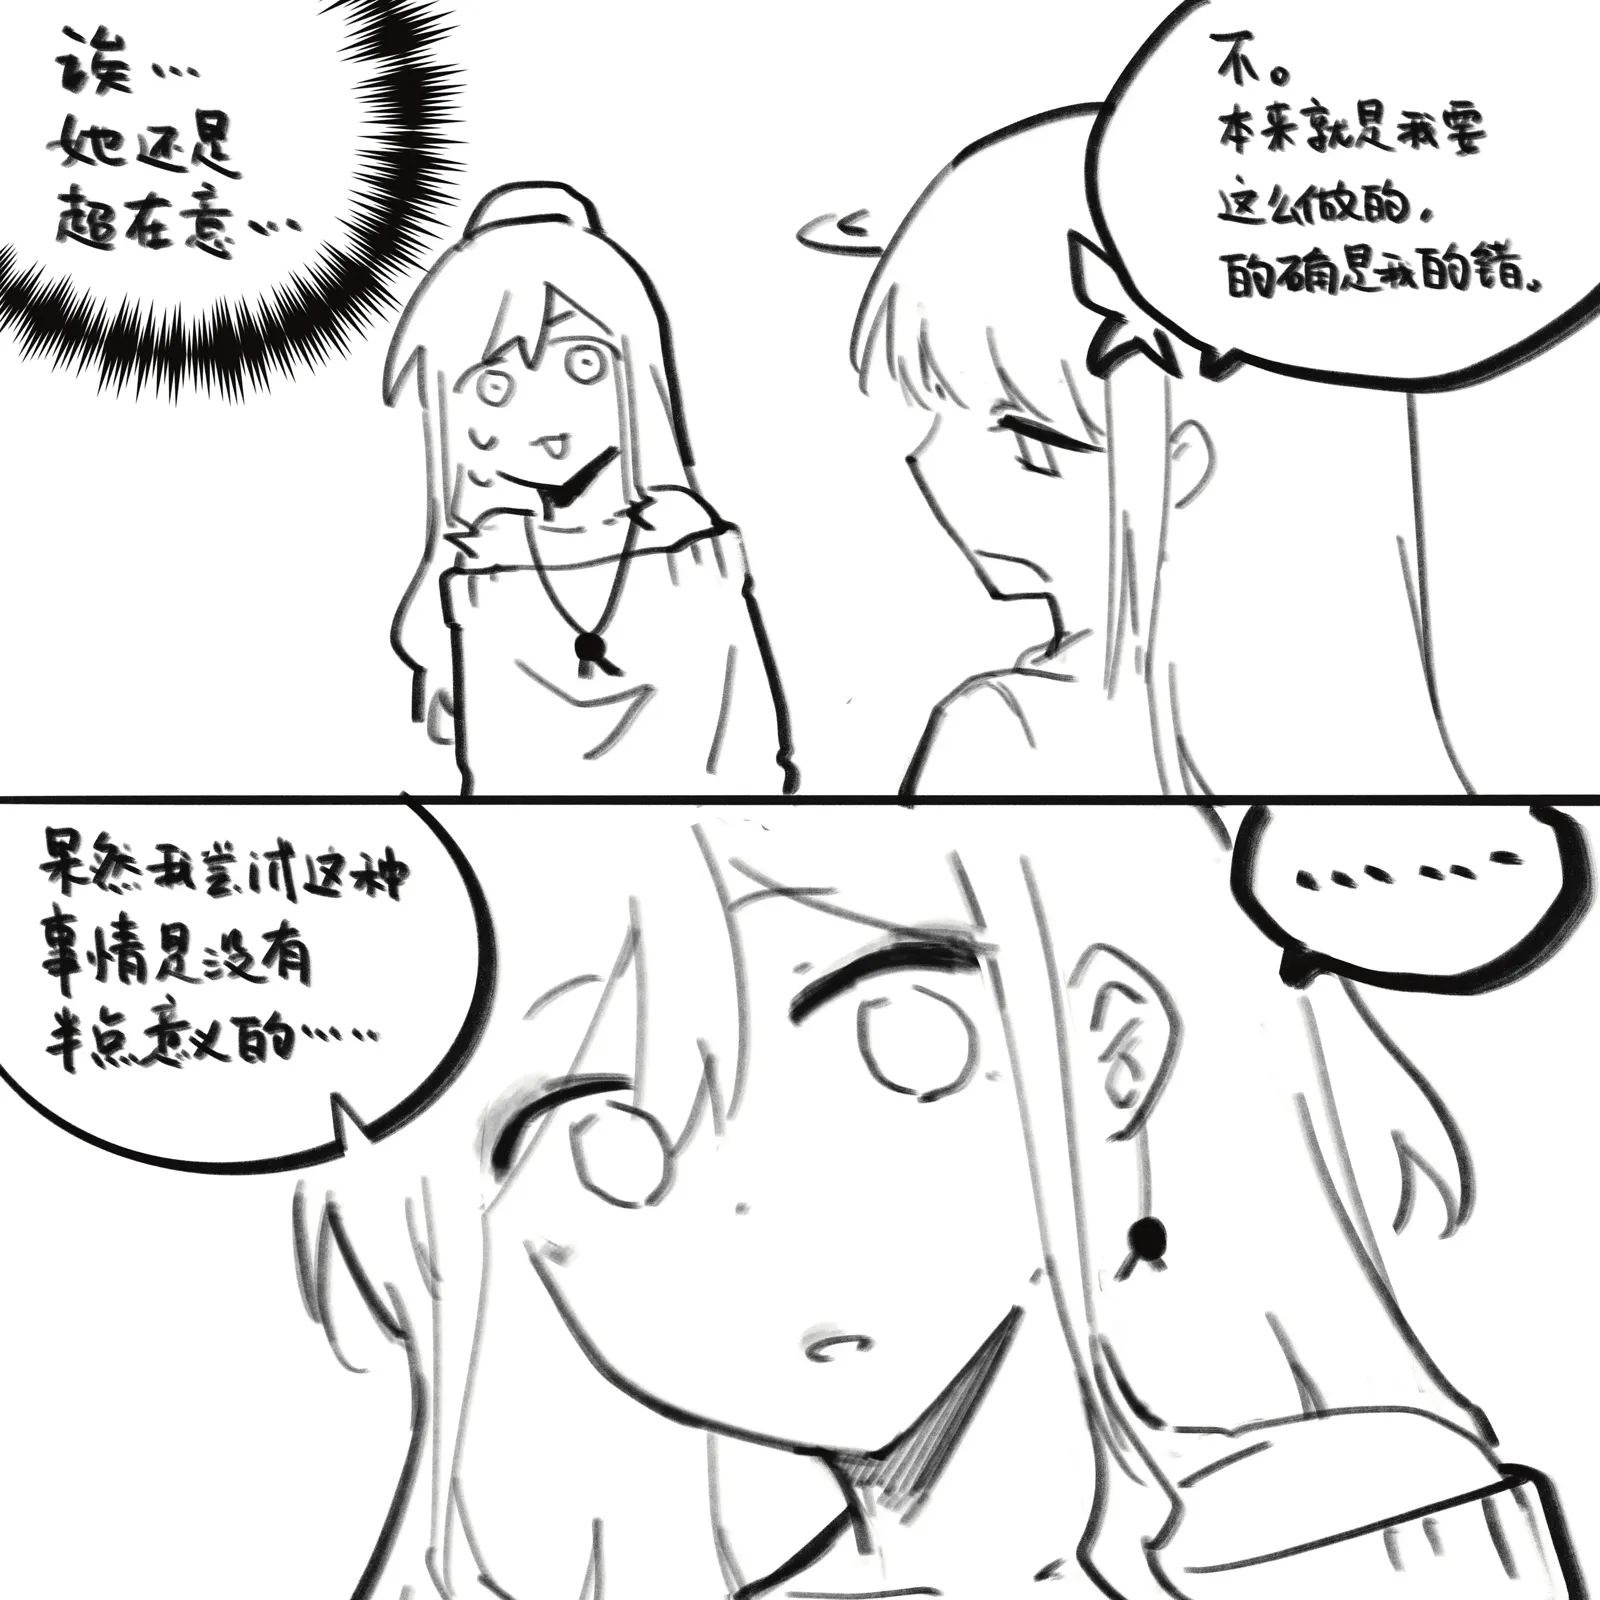 诶…
她还是
超在意…
不。
本来就是我要
这么做的，
的确是我的错。
果然我尝试这种
事情是没有
半点意义的……
……